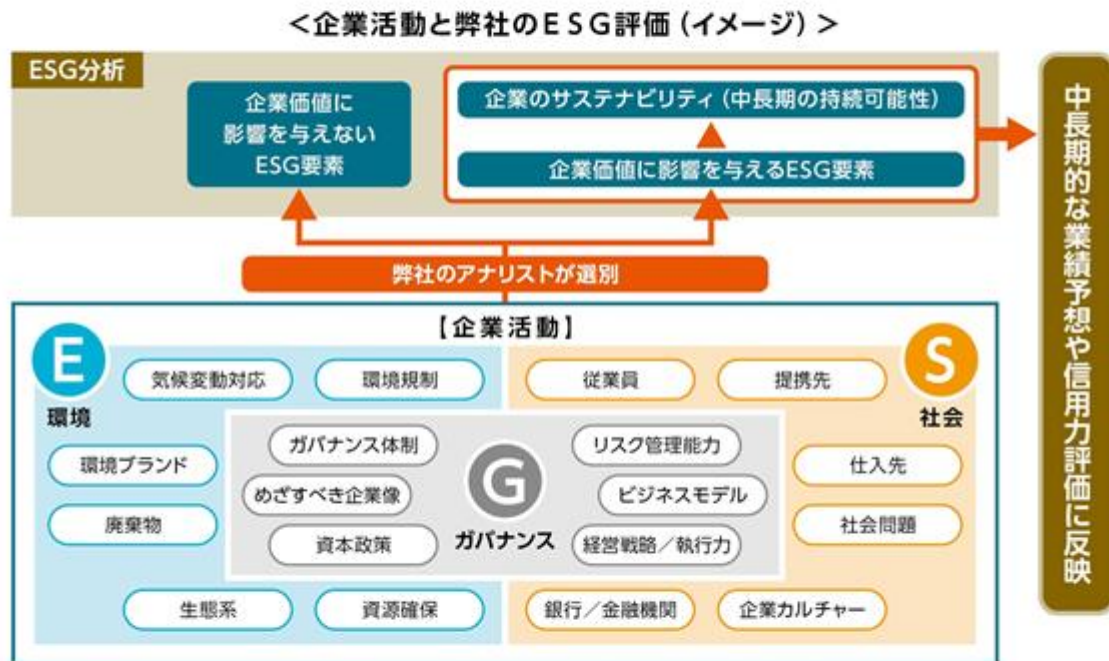 ＜企業活動と弊社のＥＳＧ評価（イメージ）＞
ESG分析
企業価値に
影響を与えない
ESG要素
企業のサステナビリティ（中長期の持続可能性）
企業価値に影響を与えるESG要素
中長期的な業績予想や信用力評価に反映
弊社のアナリストが選別
【企業活動】
E
環境
S
社会
気候変動対応
環境規制
従業員
提携先
環境ブランド
廃棄物
ガバナンス体制
めざすべき企業像
資本政策
G
ガバナンス
リスク管理能力
ビジネスモデル
経営戦略／執行力
仕入先
社会問題
生態系
資源確保
銀行／金融機関
企業カルチャー